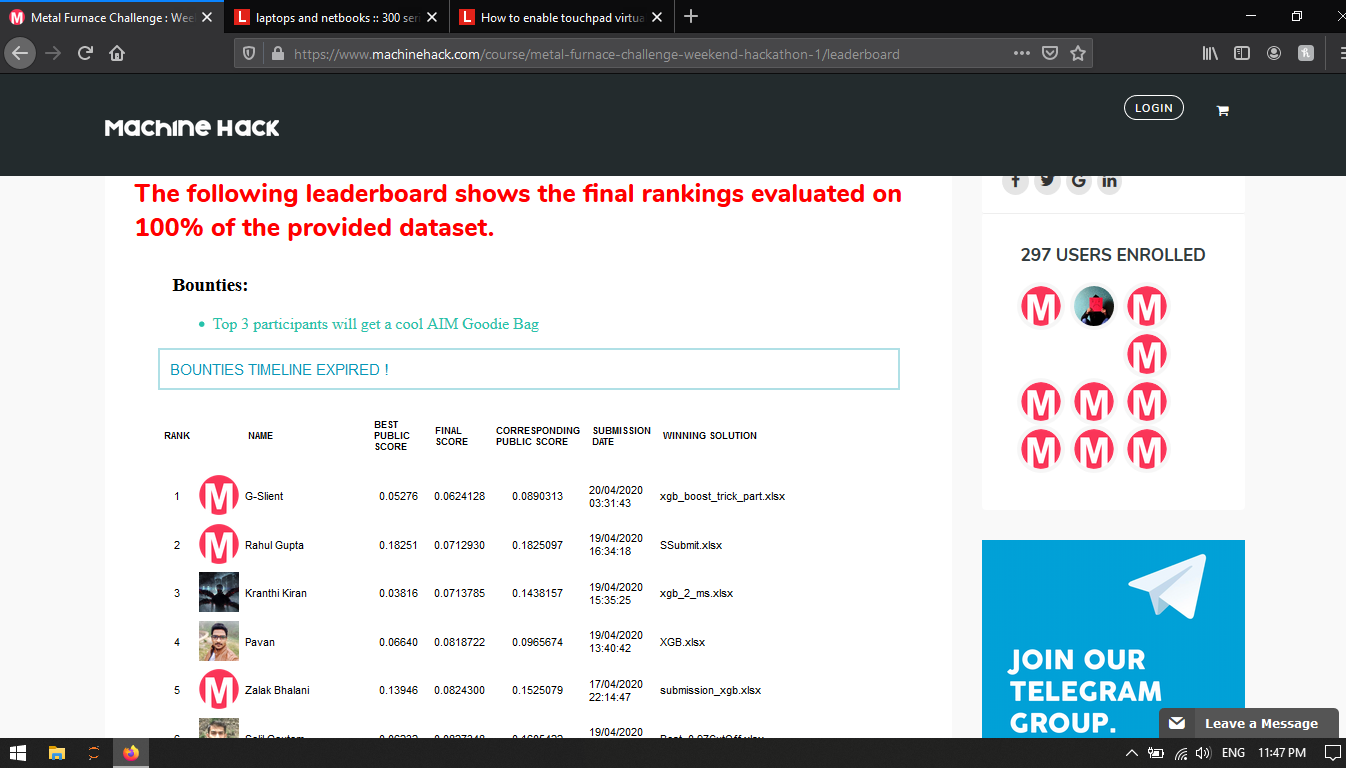 Metal Furnace Challenge : Wee
laptops and netbooks :: 300 seri
How to enable touchpad virtua
https://www.machinehack.com/course/metal-furnace-challenge-weekend-hackathon-1/leaderboard
Machine Hack
LOGIN
The following leaderboard shows the final rankings evaluated on
100% of the provided dataset.
Bounties:
• Top 3 participants will get a cool AIM Goodie Bag
BOUNTIES TIMELINE EXPIRED !
RANK NAME BEST PUBLIC SCORE FINAL SCORE CORRESPONDING PUBLIC SCORE SUBMISSION DATE WINNING SOLUTION
1 G-Slient 0.05276 0.0624128 0.0890313 20/04/2020 03:31:43 xgb_boost_trick_part.xlsx
2 Rahul Gupta 0.18251 0.0712930 0.1825097 19/04/2020 16:34:18 SSubmit.xlsx
3 Kranthi Kiran 0.03816 0.0713785 0.1438157 19/04/2020 15:35:25 xgb_2_ms.xlsx
4 Pavan 0.06640 0.0818722 0.0965674 19/04/2020 13:40:42 XGB.xlsx
5 Zalak Bhalani 0.13946 0.0824300 0.1525079 17/04/2020 22:14:47 submission_xgb.xlsx
19/04/2020
297 USERS ENROLLED
JOIN OUR
TELEGRAM
GROUP.
Leave a Message
ENG 11:47 PM